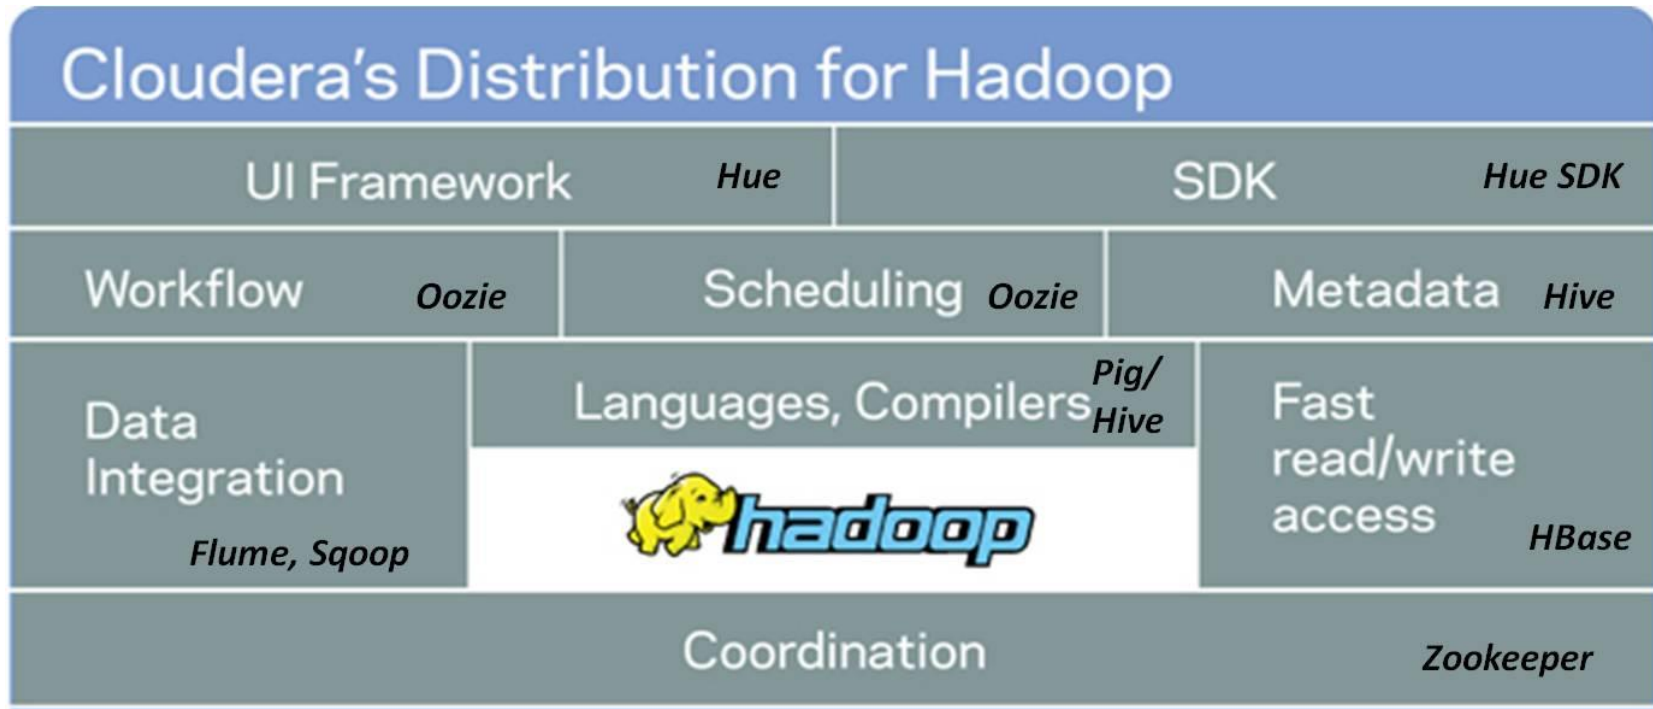 Cloudera's Distribution for Hadoop
UI Framework Hue
SDK Hue SDK
Workflow Oozie
Scheduling Oozie
Metadata Hive
Data
Integration
Flume, Sqoop
Languages, Compilers
Pig/
Hive
hadoop
Fast
read/write
access
HBase
Coordination Zookeeper